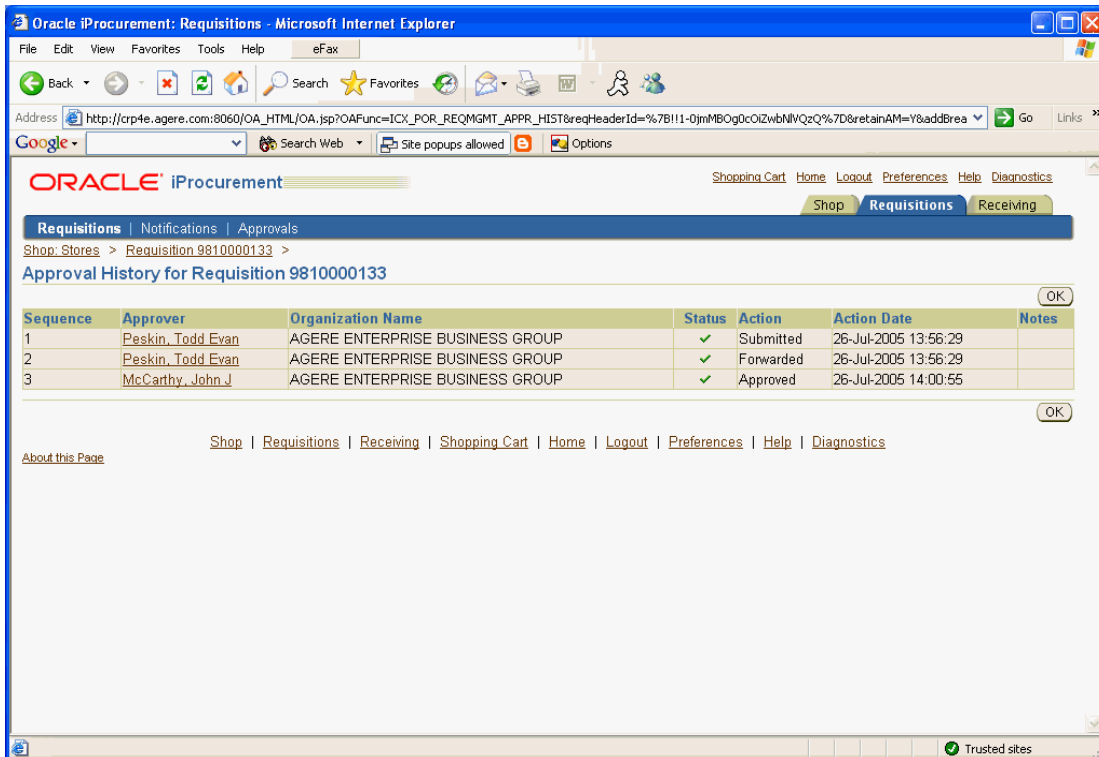 Oracle iProcurement: Requisitions - Microsoft Internet Explorer
File Edit View Favorites Tools Help eFax
Back Search Favorites
Address http://crp4e.agere.com:8060/OA_HTML/OA.jsp?OAFunc=ICX_POR_REQMGMT_APPR_HIST&reqHeaderId=%7B!!1-0jmMBOg0cOiZwbNlVQzQ%7D&retainAM=Y&addBrea Go Links »
Google Search Web Site popups allowed Options
ORACLE iProcurement
Shopping Cart Home Logout Preferences Help Diagnostics
Shop Requisitions Receiving
Requisitions | Notifications | Approvals
Shop: Stores > Requisition 9810000133 >
Approval History for Requisition 9810000133
OK
Sequence Approver Organization Name Status Action Action Date Notes
1 Peskin, Todd Evan AGERE ENTERPRISE BUSINESS GROUP Submitted 26-Jul-2005 13:56:29
2 Peskin, Todd Evan AGERE ENTERPRISE BUSINESS GROUP Forwarded 26-Jul-2005 13:56:29
3 McCarthy, John J AGERE ENTERPRISE BUSINESS GROUP Approved 26-Jul-2005 14:00:55
OK
Shop | Requisitions | Receiving | Shopping Cart | Home | Logout | Preferences | Help | Diagnostics
About this Page
Trusted sites